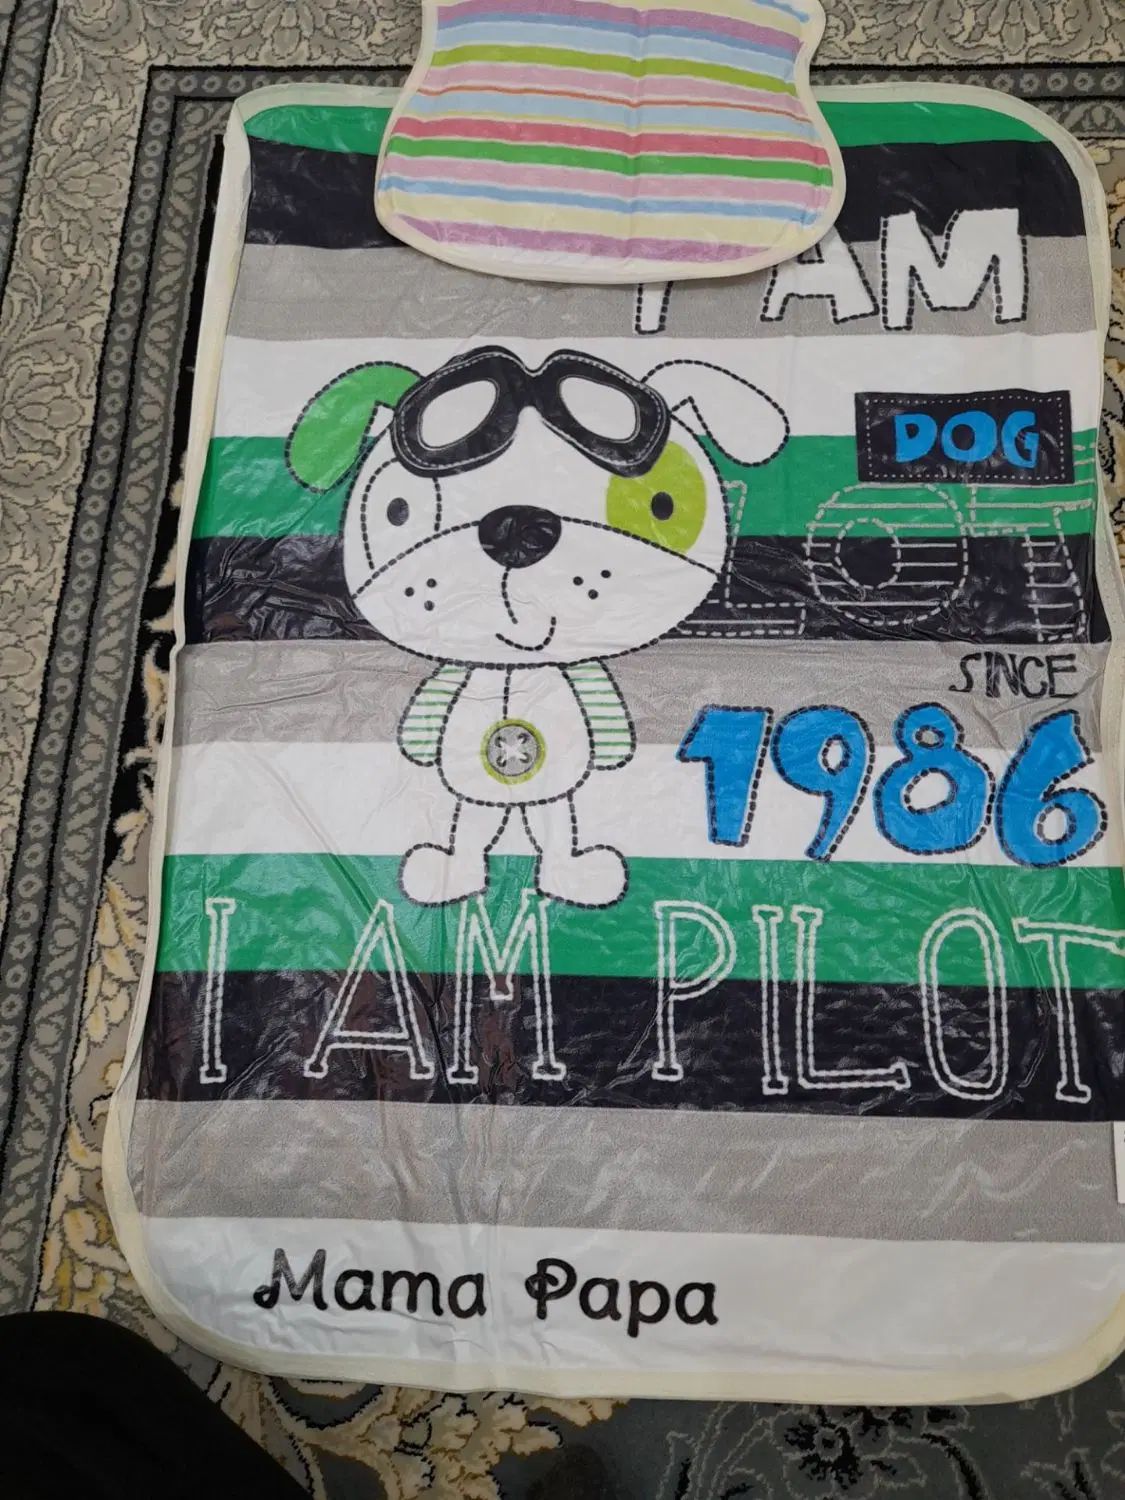 I AM
DOG
SINCE
1986
I AM PILOT
Mama Papa